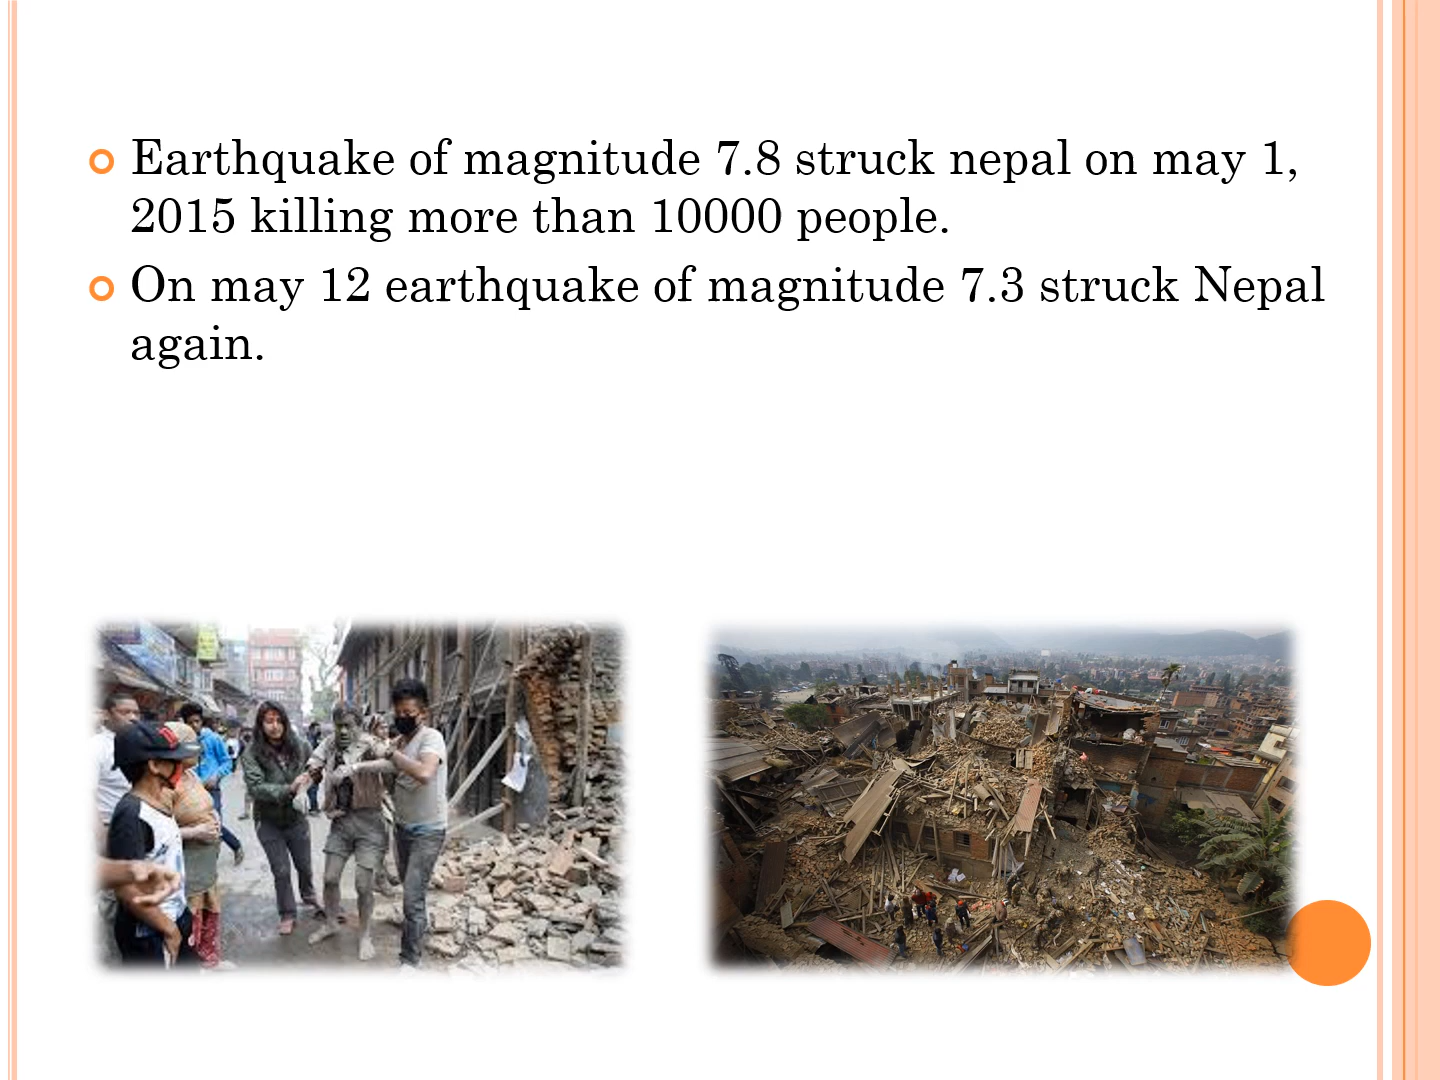 Earthquake of magnitude 7.8 struck nepal on may 1,
2015 killing more than 10000 people.
On may 12 earthquake of magnitude 7.3 struck Nepal
again.